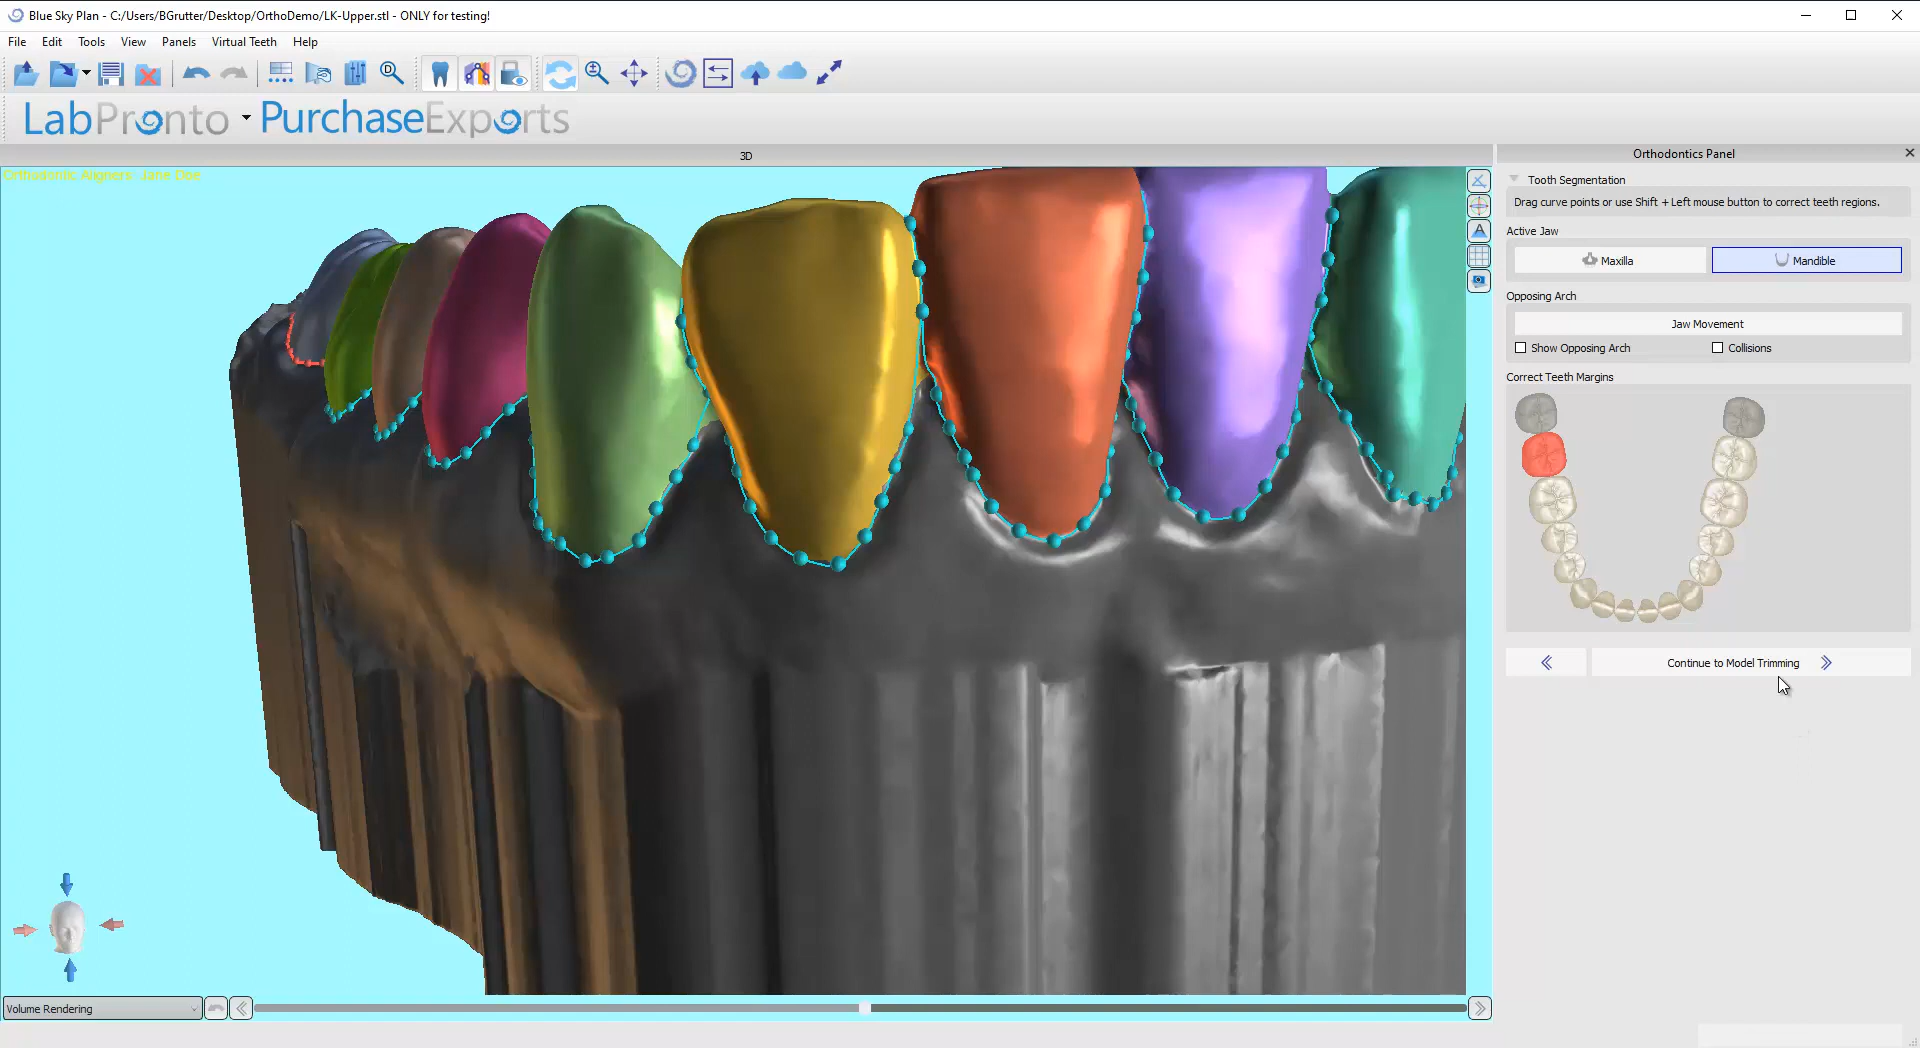 Blue Sky Plan - C:/Users/BGrutter/Desktop/OrthoDemo/LK-Upper.stl - ONLY for testing!
File Edit Tools View Panels Virtual Teeth Help
D
LabPronto PurchaseExports
3D
Orthodontic Aligners: Jane Doe
Orthodontics Panel
Tooth Segmentation
Drag curve points or use Shift + Left mouse button to correct teeth regions.
Active Jaw
Maxilla Mandible
Opposing Arch
Jaw Movement
Show Opposing Arch Collisions
Correct Teeth Margins
Continue to Model Trimming
Volume Rendering